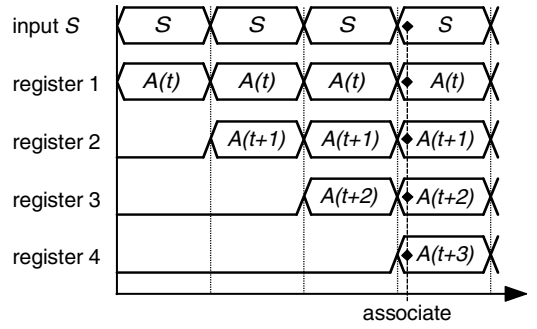 input S S S S S
register 1 A(t) A(t) A(t) A(t)
register 2 A(t+1) A(t+1) A(t+1)
register 3 A(t+2) A(t+2)
register 4 A(t+3)
associate